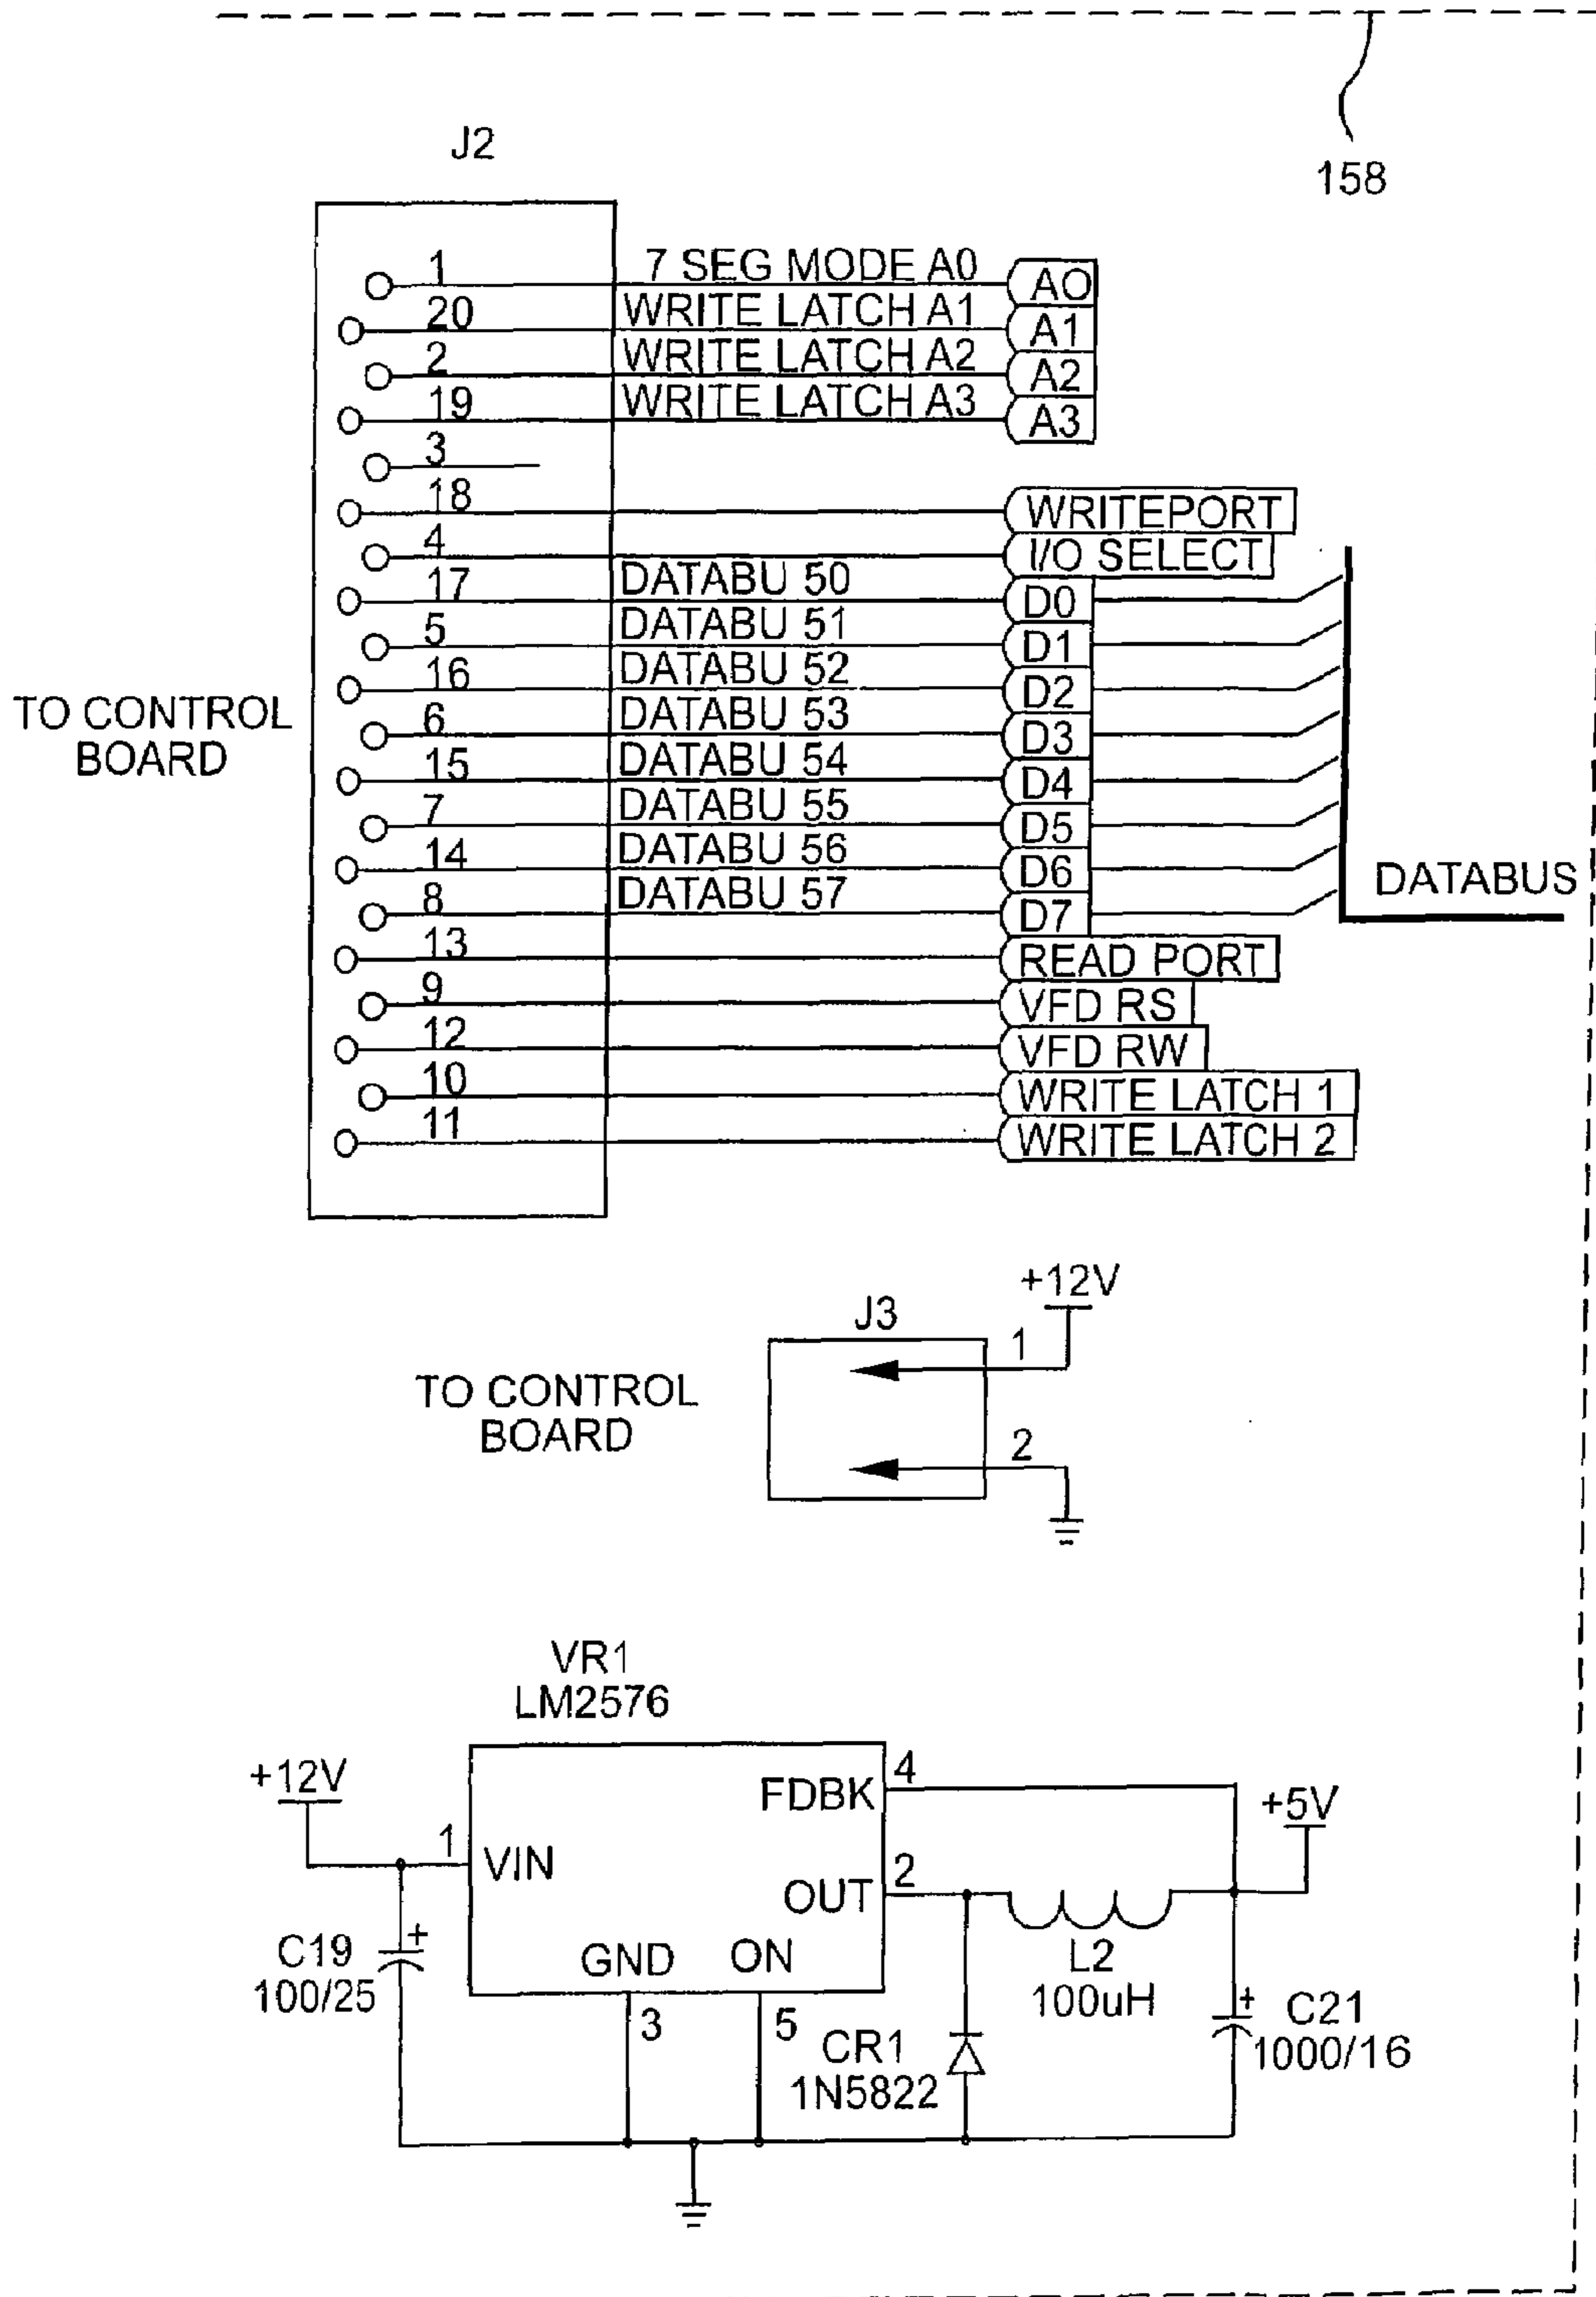 158
J2
1 7 SEG MODE A0 AO
20 WRITE LATCH A1 A1
2 WRITE LATCH A2 A2
19 WRITE LATCH A3 A3
3
18 WRITEPORT
4 I/O SELECT
17 DATABU 50 D0
5 DATABU 51 D1
16 DATABU 52 D2
6 DATABU 53 D3
15 DATABU 54 D4
7 DATABU 55 D5
14 DATABU 56 D6
8 DATABU 57 D7
TO CONTROL
BOARD
DATABUS
13 READ PORT
9 VFD RS
12 VFD RW
10 WRITE LATCH 1
11 WRITE LATCH 2
+12V
J3
1
TO CONTROL
BOARD
2
VR1
LM2576
+12V
FDBK 4
+5V
1 VIN
OUT 2
C19 +
100/25
GND ON
L2
100uH
3 5
CR1
1N5822
+ C21
1000/16